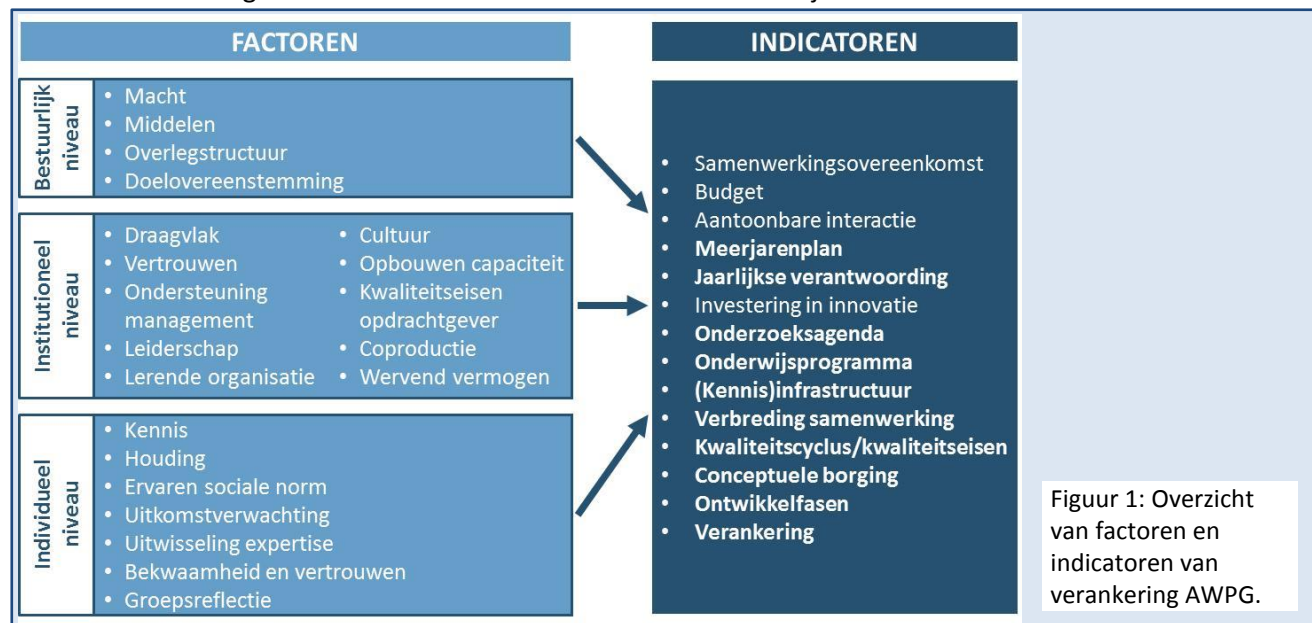 FACTOREN
Bestuurlijk niveau
• Macht
• Middelen
• Overlegstructuur
• Doelovereenstemming
Institutioneel niveau
• Draagvlak
• Vertrouwen
• Ondersteuning
management
• Leiderschap
• Lerende organisatie
• Cultuur
• Opbouwen capaciteit
• Kwaliteitseisen
opdrachtgever
• Coproductie
• Wervend vermogen
Individueel niveau
• Kennis
• Houding
• Ervaren sociale norm
• Uitkomstverwachting
• Uitwisseling expertise
• Bekwaamheid en vertrouwen
• Groepsreflectie
INDICATOREN
• Samenwerkingsovereenkomst
• Budget
• Aantoonbare interactie
• Meerjarenplan
• Jaarlijkse verantwoording
• Investering in innovatie
• Onderzoeksagenda
• Onderwijsprogramma
• (Kennis)infrastructuur
• Verbreding samenwerking
• Kwaliteitscyclus/kwaliteitseisen
• Conceptuele borging
• Ontwikkelfasen
• Verankering
Figuur 1: Overzicht
van factoren en
indicatoren van
verankering AWPG.